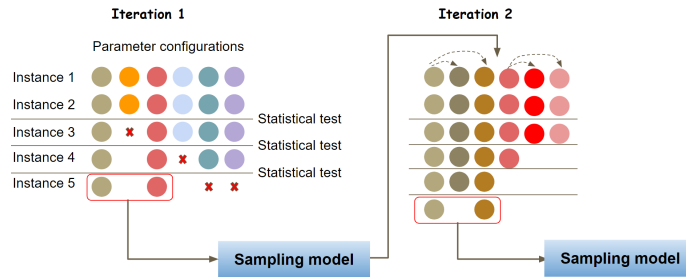 Iteration 1
Iteration 2
Parameter configurations
Instance 1
Instance 2
Statistical test
Instance 3
Statistical test
Instance 4
Statistical test
Instance 5
Sampling model
Sampling model